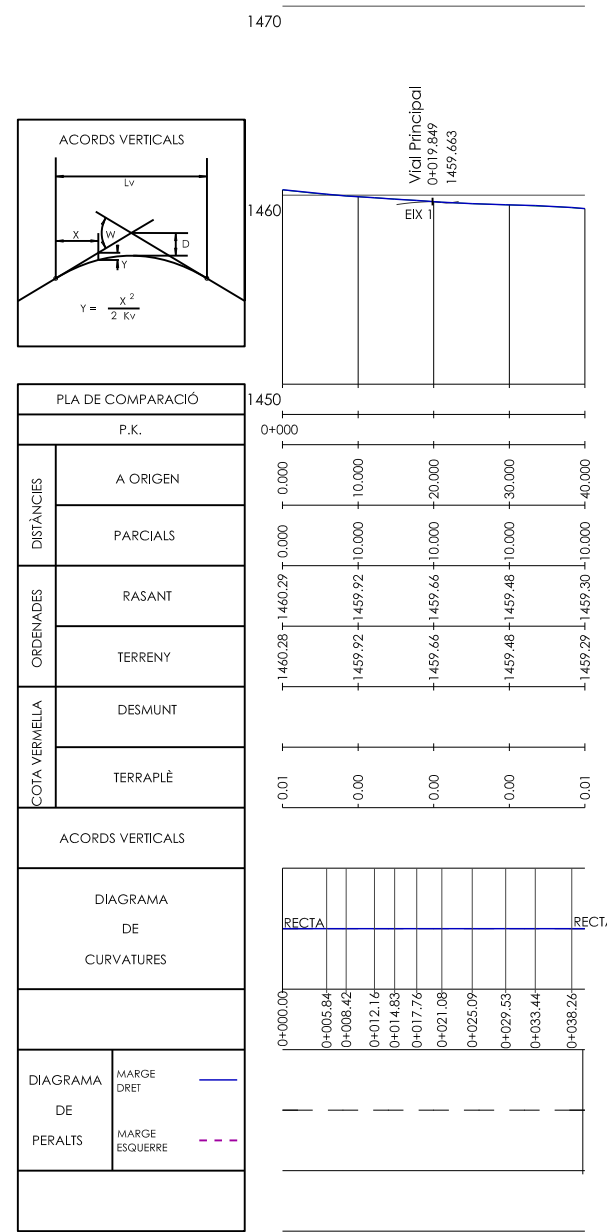 1470
ACORDS VERTICALS
Lv
X
W
D
Y
Y = X 2
2 Kv
Vial Principal
0+019.849
1459.663
1460
EIX 1
PLA DE COMPARACIÓ
1450
P.K.
0+000
DISTÀNCIES
A ORIGEN
0.000 10.000 20.000 30.000 40.000
PARCIALS
0.000 10.000 10.000 10.000 10.000
ORDENADES
RASANT
1460.29 1459.92 1459.66 1459.48 1459.30
TERRENY
1460.28 1459.92 1459.66 1459.48 1459.29
COTA VERMELLA
DESMUNT
TERRAPLÈ
0.01 0.00 0.00 0.00 0.01
ACORDS VERTICALS
DIAGRAMA
DE
CURVATURES
RECTA
RECTA
0+000.00 0+005.84 0+008.42 0+012.16 0+014.83 0+017.76 0+021.08 0+025.09 0+029.53 0+033.44 0+038.26
DIAGRAMA
DE
PERALTS
MARGE
DRET
MARGE
ESQUERRE